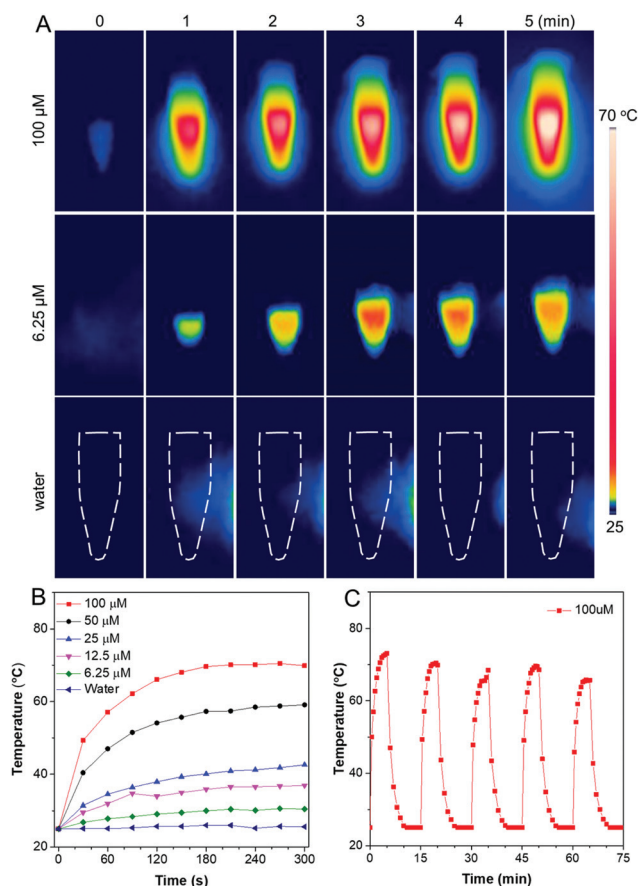 A
0 1 2 3 4 5 (min)
100 μM
70 °C
6.25 μM
water
25
B
100 μM
50 μM
25 μM
12.5 μM
6.25 μM
Water
Temperature (°C)
80
60
40
20
0 60 120 180 240 300
Time (s)
C
100uM
Temperature (°C)
80
60
40
20
0 15 30 45 60 75
Time (min)